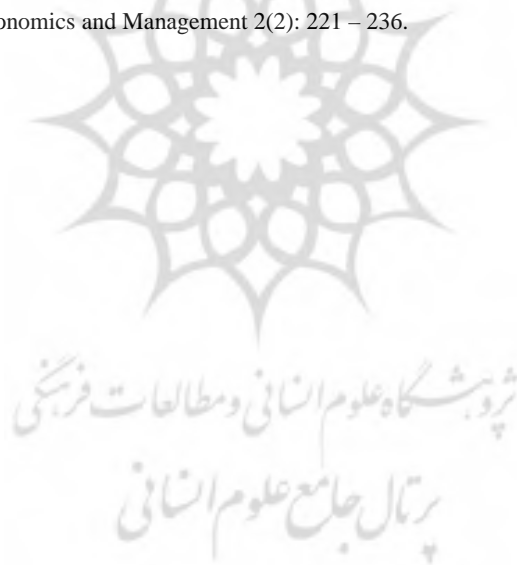 onomics and Management 2(2): 221 – 236.
پژوهشگاه علوم انسانی و مطالعات فرهنگی
پرتال جامع علوم انسانی